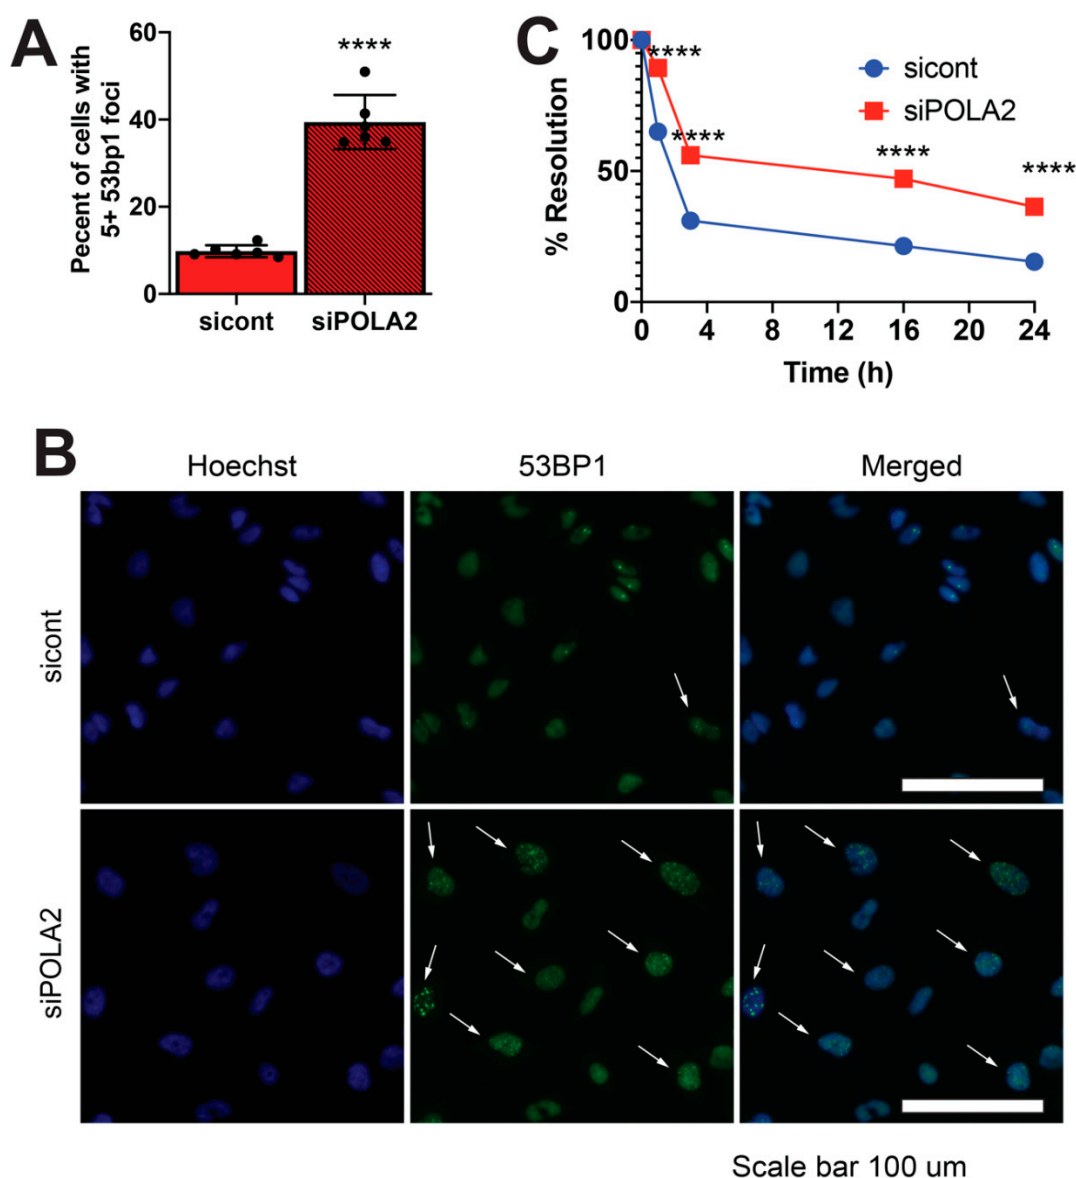 A
Pecent of cells with
5+ 53bp1 foci
60
40
20
0
****
sicont
siPOLA2
C
% Resolution
100
50
0
****
****
****
****
sicont
siPOLA2
0
4
8
12
16
20
24
Time (h)
B
Hoechst
53BP1
Merged
sicont
siPOLA2
Scale bar 100 um